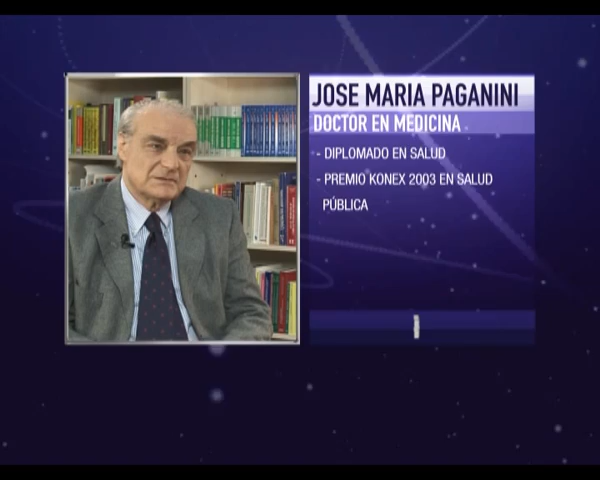 JOSE MARIA PAGANINI
DOCTOR EN MEDICINA
- DIPLOMADO EN SALUD
- PREMIO KONEX 2003 EN SALUD
PÚBLICA